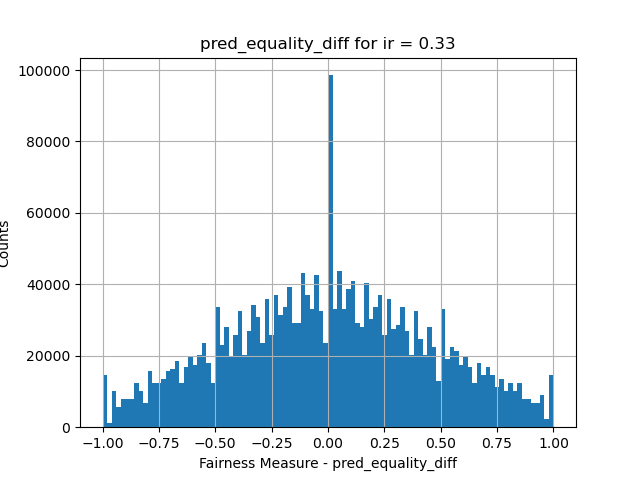 pred_equality_diff for ir = 0.33
100000
80000
60000
40000
20000
0
Counts
−1.00 −0.75 −0.50 −0.25 0.00 0.25 0.50 0.75 1.00
Fairness Measure - pred_equality_diff